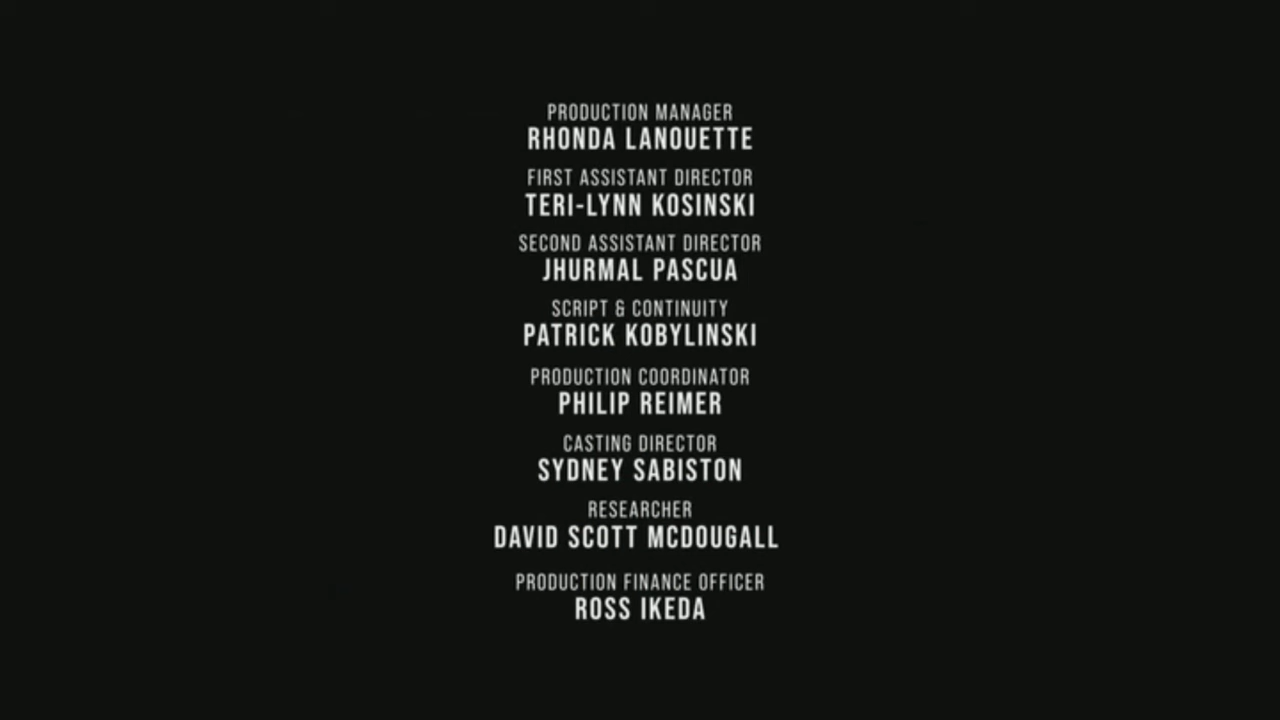 PRODUCTION MANAGER
RHONDA LANOUETTE
FIRST ASSISTANT DIRECTOR
TERI-LYNN KOSINSKI
SECOND ASSISTANT DIRECTOR
JHURMAL PASCUA
SCRIPT & CONTINUITY
PATRICK KOBYLINSKI
PRODUCTION COORDINATOR
PHILIP REIMER
CASTING DIRECTOR
SYDNEY SABISTON
RESEARCHER
DAVID SCOTT MCDOUGALL
PRODUCTION FINANCE OFFICER
ROSS IKEDA